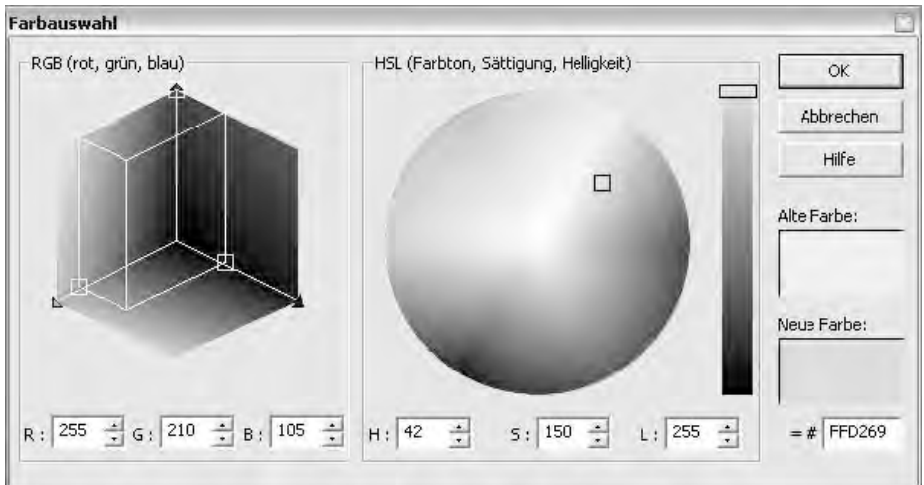 Farbauswahl
RGB (rot, grün, blau)
HSL (Farbton, Sättigung, Helligkeit)
OK
Abbrechen
Hilfe
Alte Farbe:
Neue Farbe:
R : 255 G : 210 B : 105
H : 42 S : 150 L : 255
= # FFD269